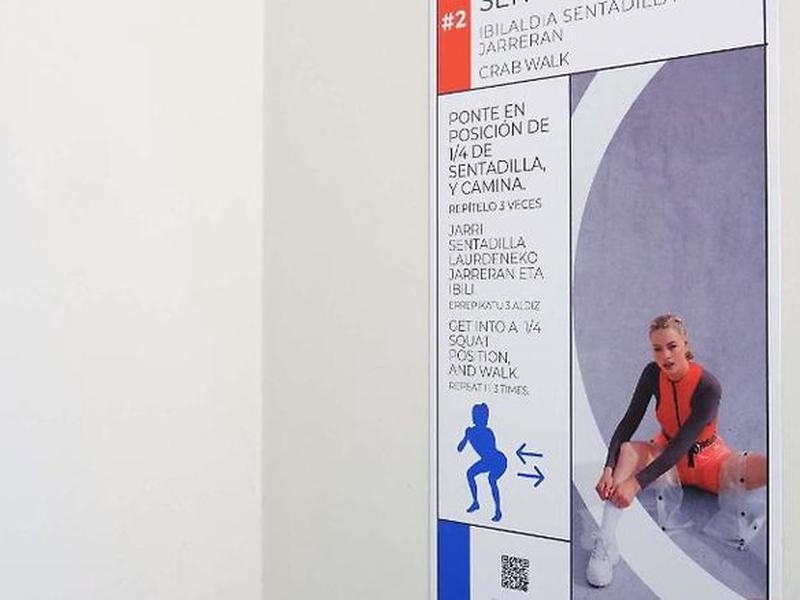 #2
IBILALDIA SENTADILLA
JARRERAN
CRAB WALK
PONTE EN
POSICIÓN DE
1/4 DE
SENTADILLA,
Y CAMINA.
REPÍTELO 3 VECES
JARRI
SENTADILLA
LAURDENEKO
JARRERAN ETA
IBILI.
ERREPIKATU 3 ALDIZ
GET INTO A 1/4
SQUAT
POSITION,
AND WALK.
REPEAT IT 3 TIMES.